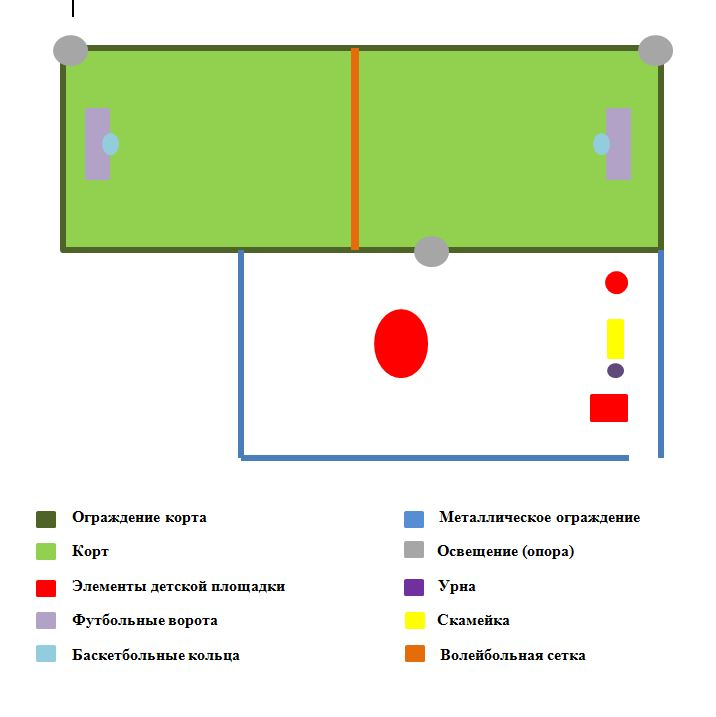 Ограждение корта
Металлическое ограждение
Корт
Освещение (опора)
Элементы детской площадки
Урна
Футбольные ворота
Скамейка
Баскетбольные кольца
Волейбольная сетка